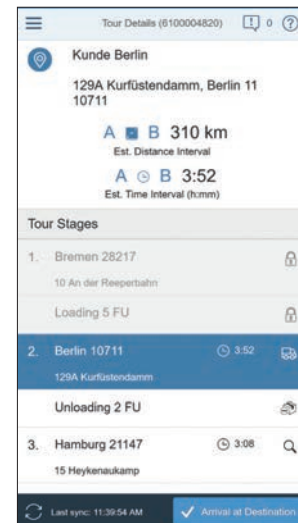 Tour Details (6100004820) 0 ?
Kunde Berlin
129A Kurfüstendamm, Berlin 11
10711
A B 310 km
Est. Distance Interval
A B 3:52
Est. Time Interval (h:mm)
Tour Stages
1. Bremen 28217
10 An der Reeperbahn
Loading 5 FU
2. Berlin 10711 3:52
129A Kurfüstendamm
Unloading 2 FU
3. Hamburg 21147 3:08
15 Heykenaukamp
Last sync: 11:39:54 AM Arrival at Destination